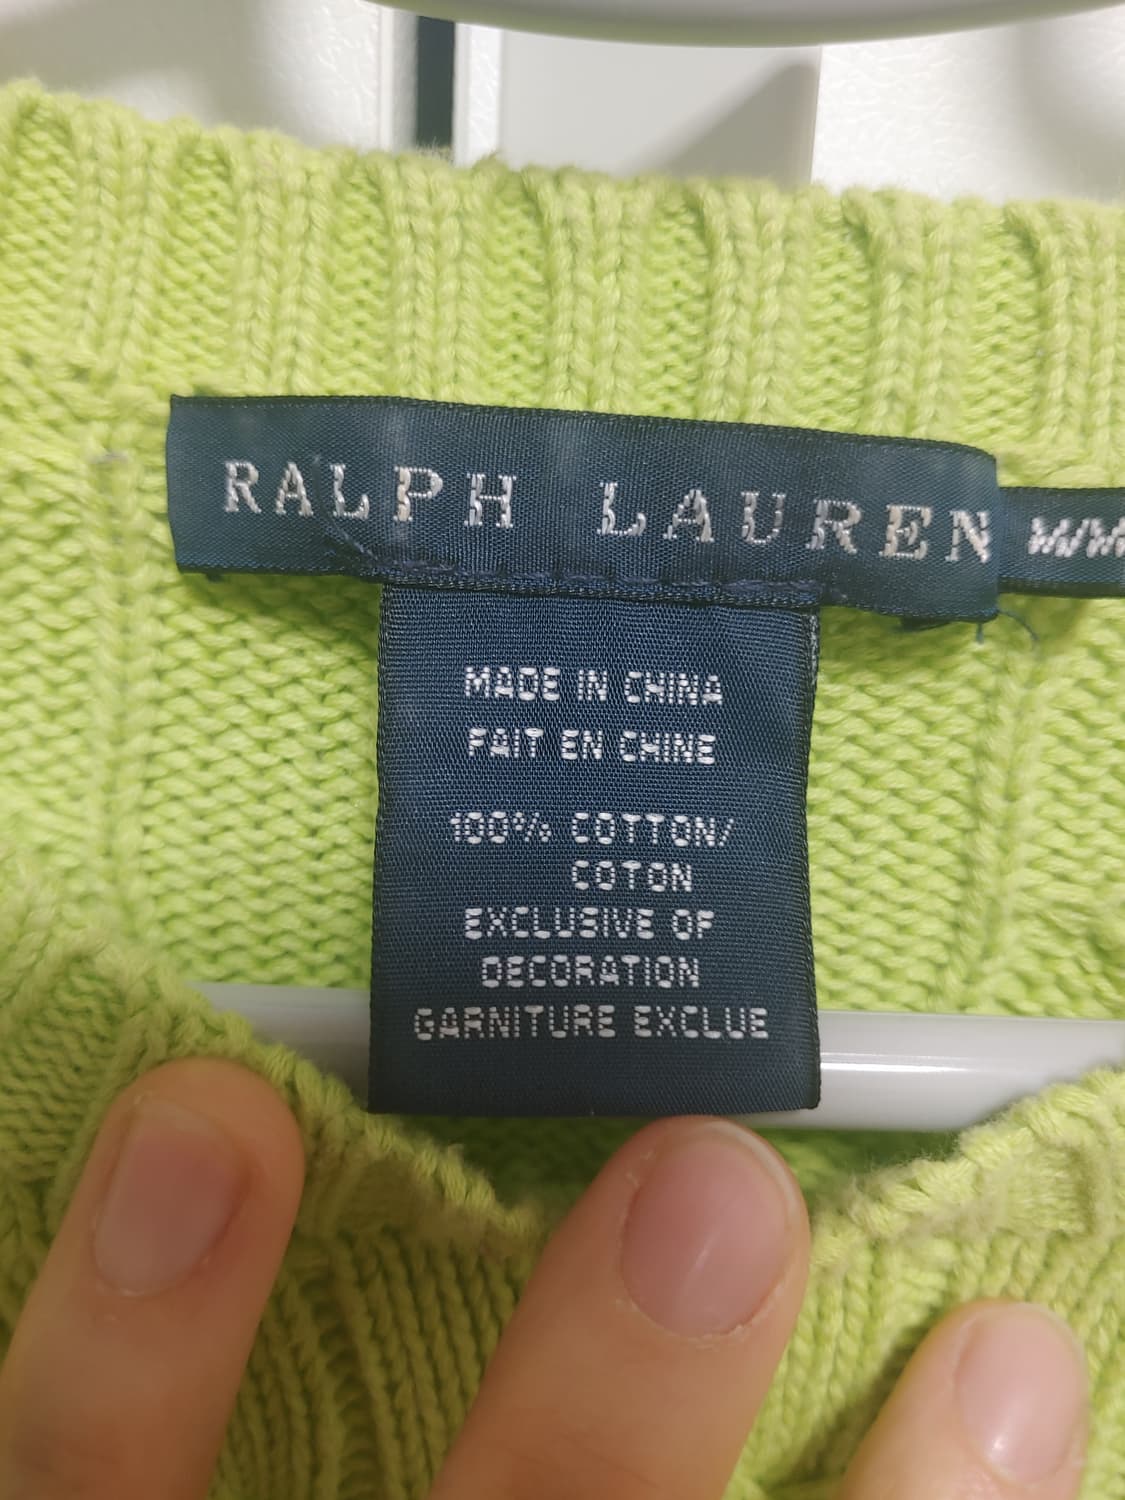 RALPH LAUREN
MADE IN CHINA
FAIT EN CHINE
100% COTTON/
COTON
EXCLUSIVE OF
DECORATION
GARNITURE EXCLUE